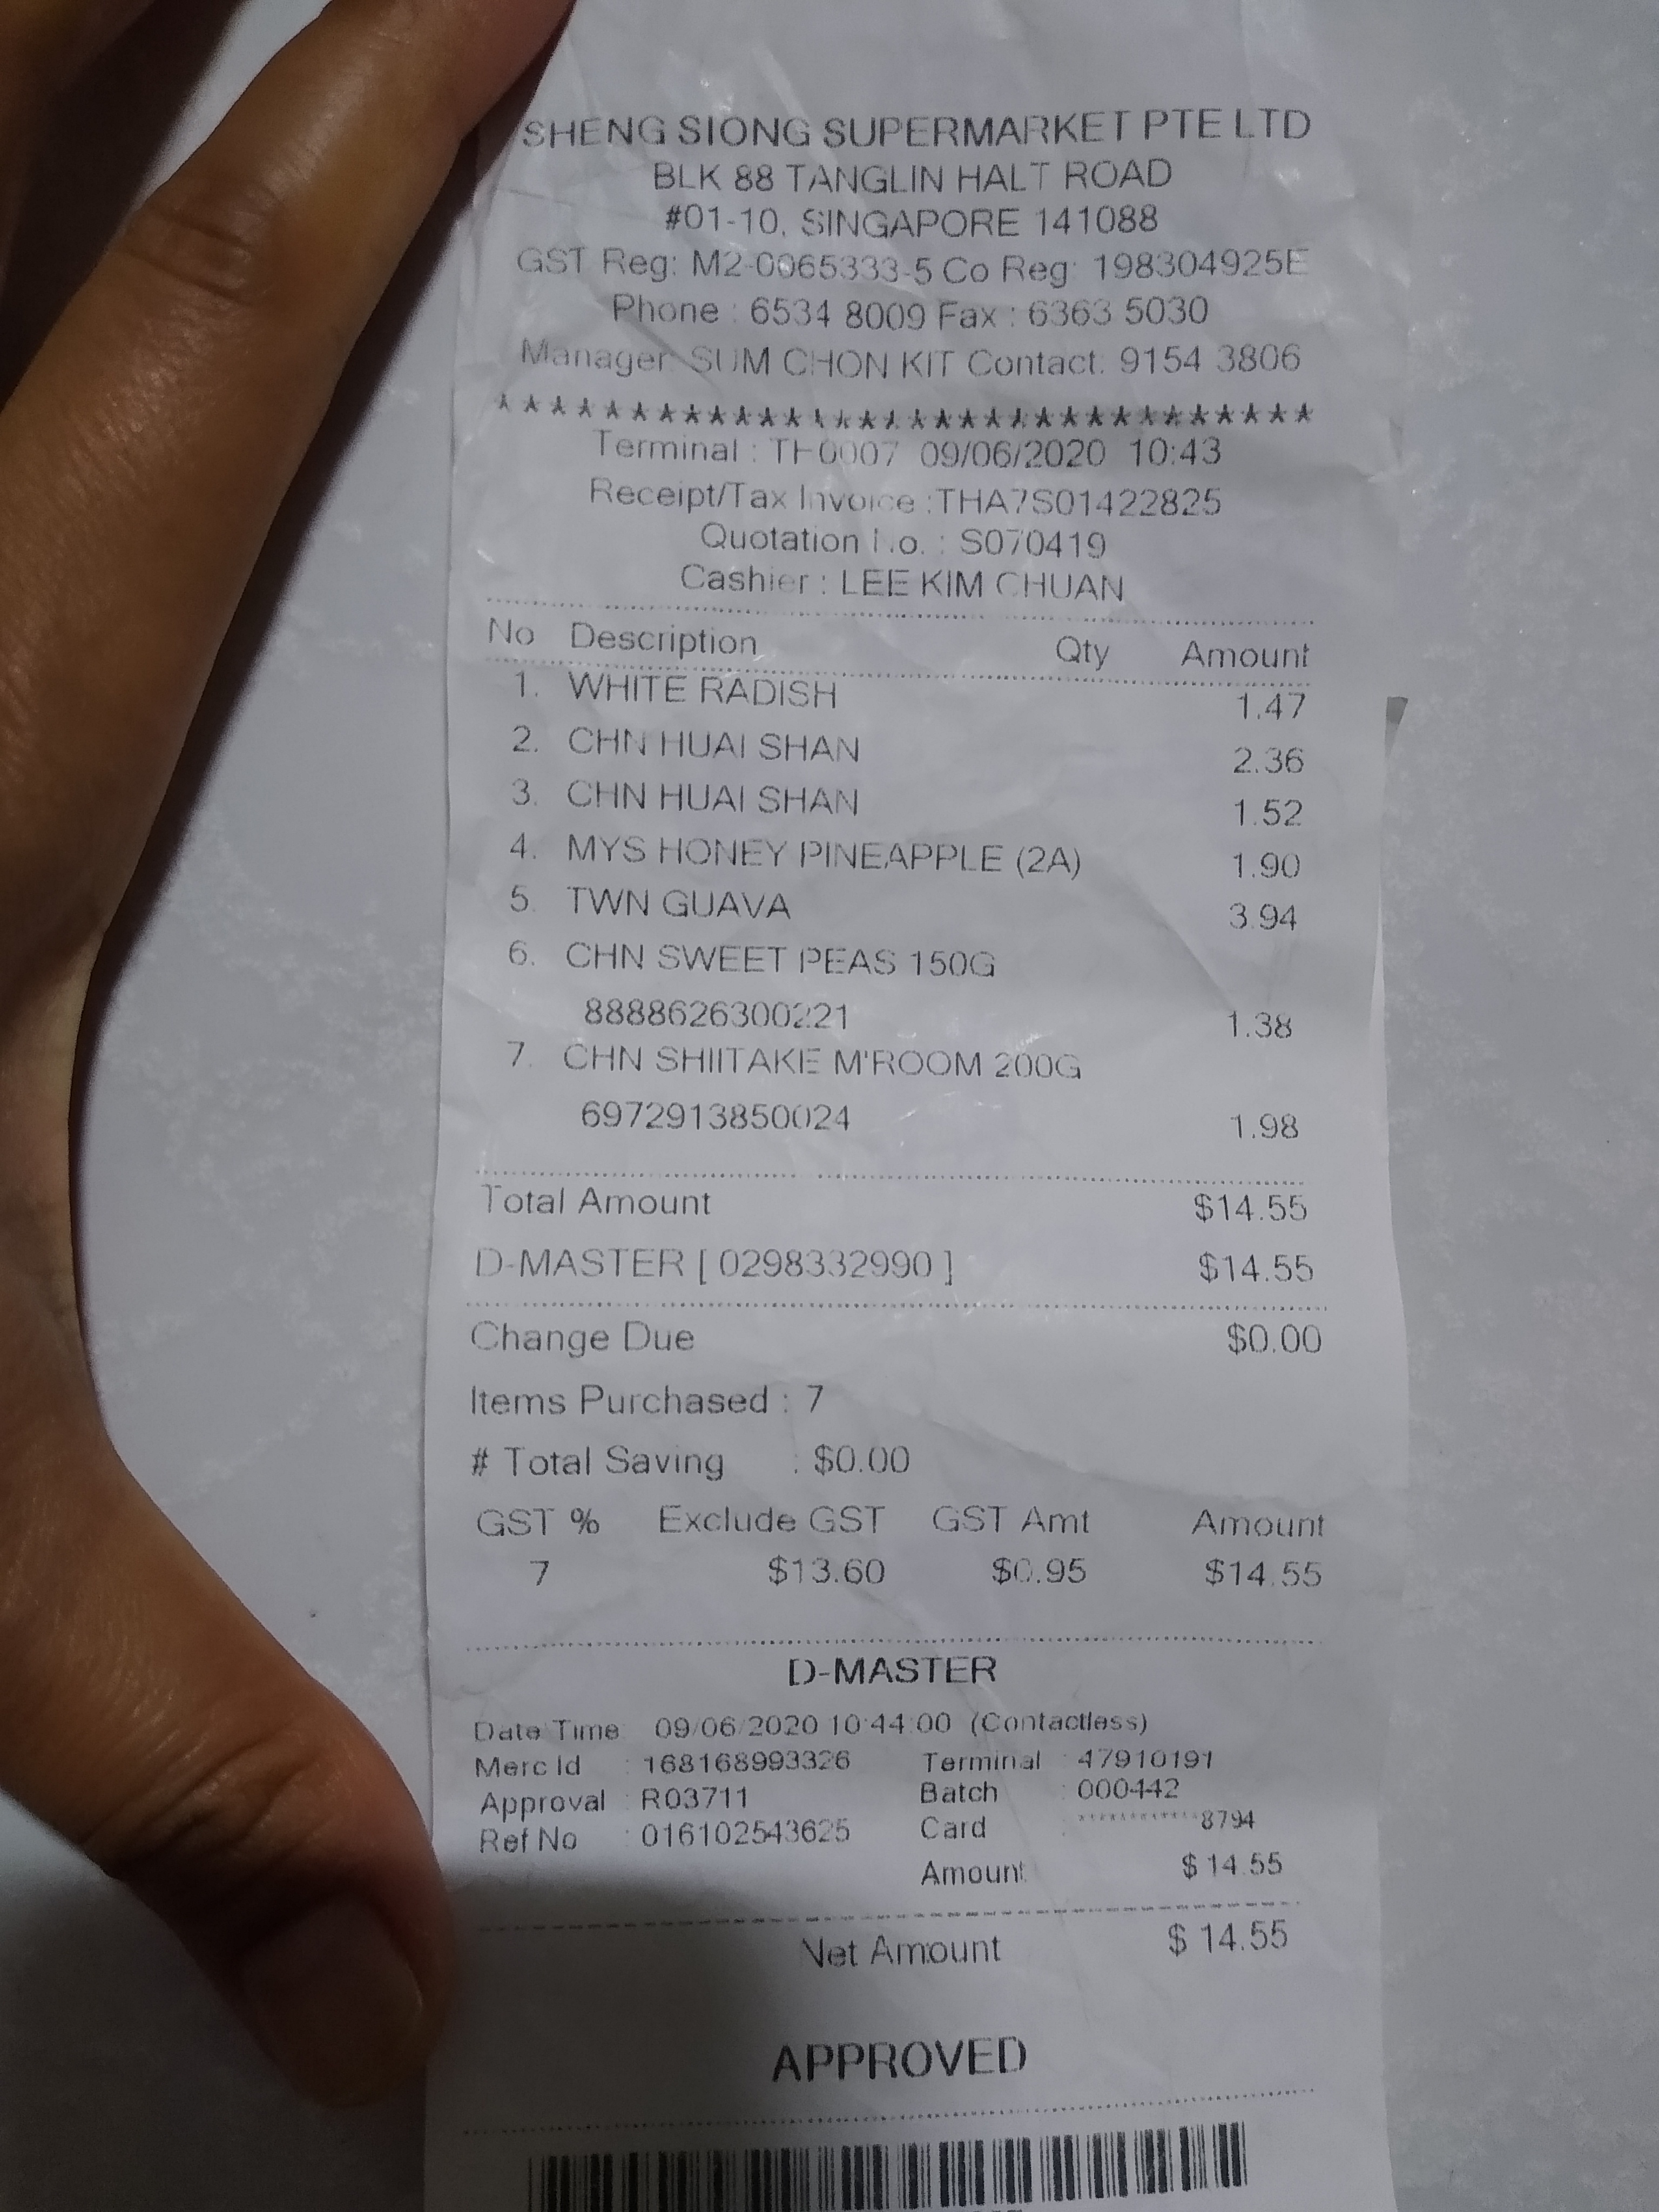 SHENG SIONG SUPERMARKET PTE LTD
BLK 88 TANGLIN HALT ROAD
#01-10, SINGAPORE 141088
GST Reg: M2-0065333-5 Co Reg: 198304925E
Phone : 6534 8009 Fax : 6363 5030
Manager: SUM CHON KIT Contact: 9154 3806
*******************************
Terminal : TH0007 09/06/2020 10:43
Receipt/Tax Invoice :THA7S01422825
Quotation No. : S070419
Cashier : LEE KIM CHUAN
No Description Qty Amount
1. WHITE RADISH 1.47
2. CHN HUAI SHAN 2.36
3. CHN HUAI SHAN 1.52
4. MYS HONEY PINEAPPLE (2A) 1.90
5. TWN GUAVA 3.94
6. CHN SWEET PEAS 150G
8888626300221 1.38
7. CHN SHIITAKE M'ROOM 200G
6972913850024 1.98
Total Amount $14.55
D-MASTER [ 0298332990 ] $14.55
Change Due $0.00
Items Purchased : 7
# Total Saving : $0.00
GST % Exclude GST GST Amt Amount
7 $13.60 $0.95 $14.55
D-MASTER
Date/Time: 09/06/2020 10:44:00 (Contactless)
Merc Id : 168168993326 Terminal : 47910191
Approval : R03711 Batch : 000442
Ref No : 016102543625 Card : ************8794
Amount $ 14.55
Net Amount $ 14.55
APPROVED